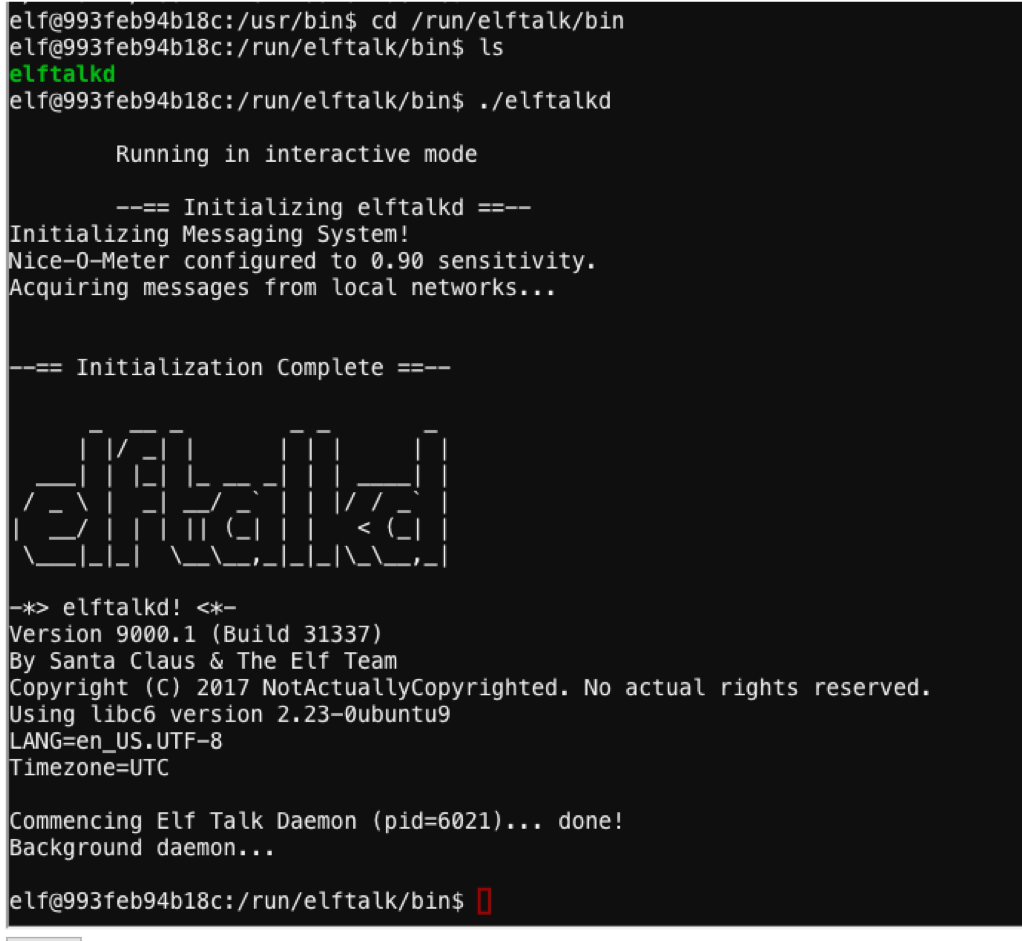 elf@993feb94b18c:/usr/bin$ cd /run/elftalk/bin
elf@993feb94b18c:/run/elftalk/bin$ ls
elftalkd
elf@993feb94b18c:/run/elftalk/bin$ ./elftalkd
Running in interactive mode
--== Initializing elftalkd ==--
Initializing Messaging System!
Nice-O-Meter configured to 0.90 sensitivity.
Acquiring messages from local networks...
--== Initialization Complete ==--
elftalkd
-*> elftalkd! <*-
Version 9000.1 (Build 31337)
By Santa Claus & The Elf Team
Copyright (C) 2017 NotActuallyCopyrighted. No actual rights reserved.
Using libc6 version 2.23-0ubuntu9
LANG=en_US.UTF-8
Timezone=UTC
Commencing Elf Talk Daemon (pid=6021)... done!
Background daemon...
elf@993feb94b18c:/run/elftalk/bin$